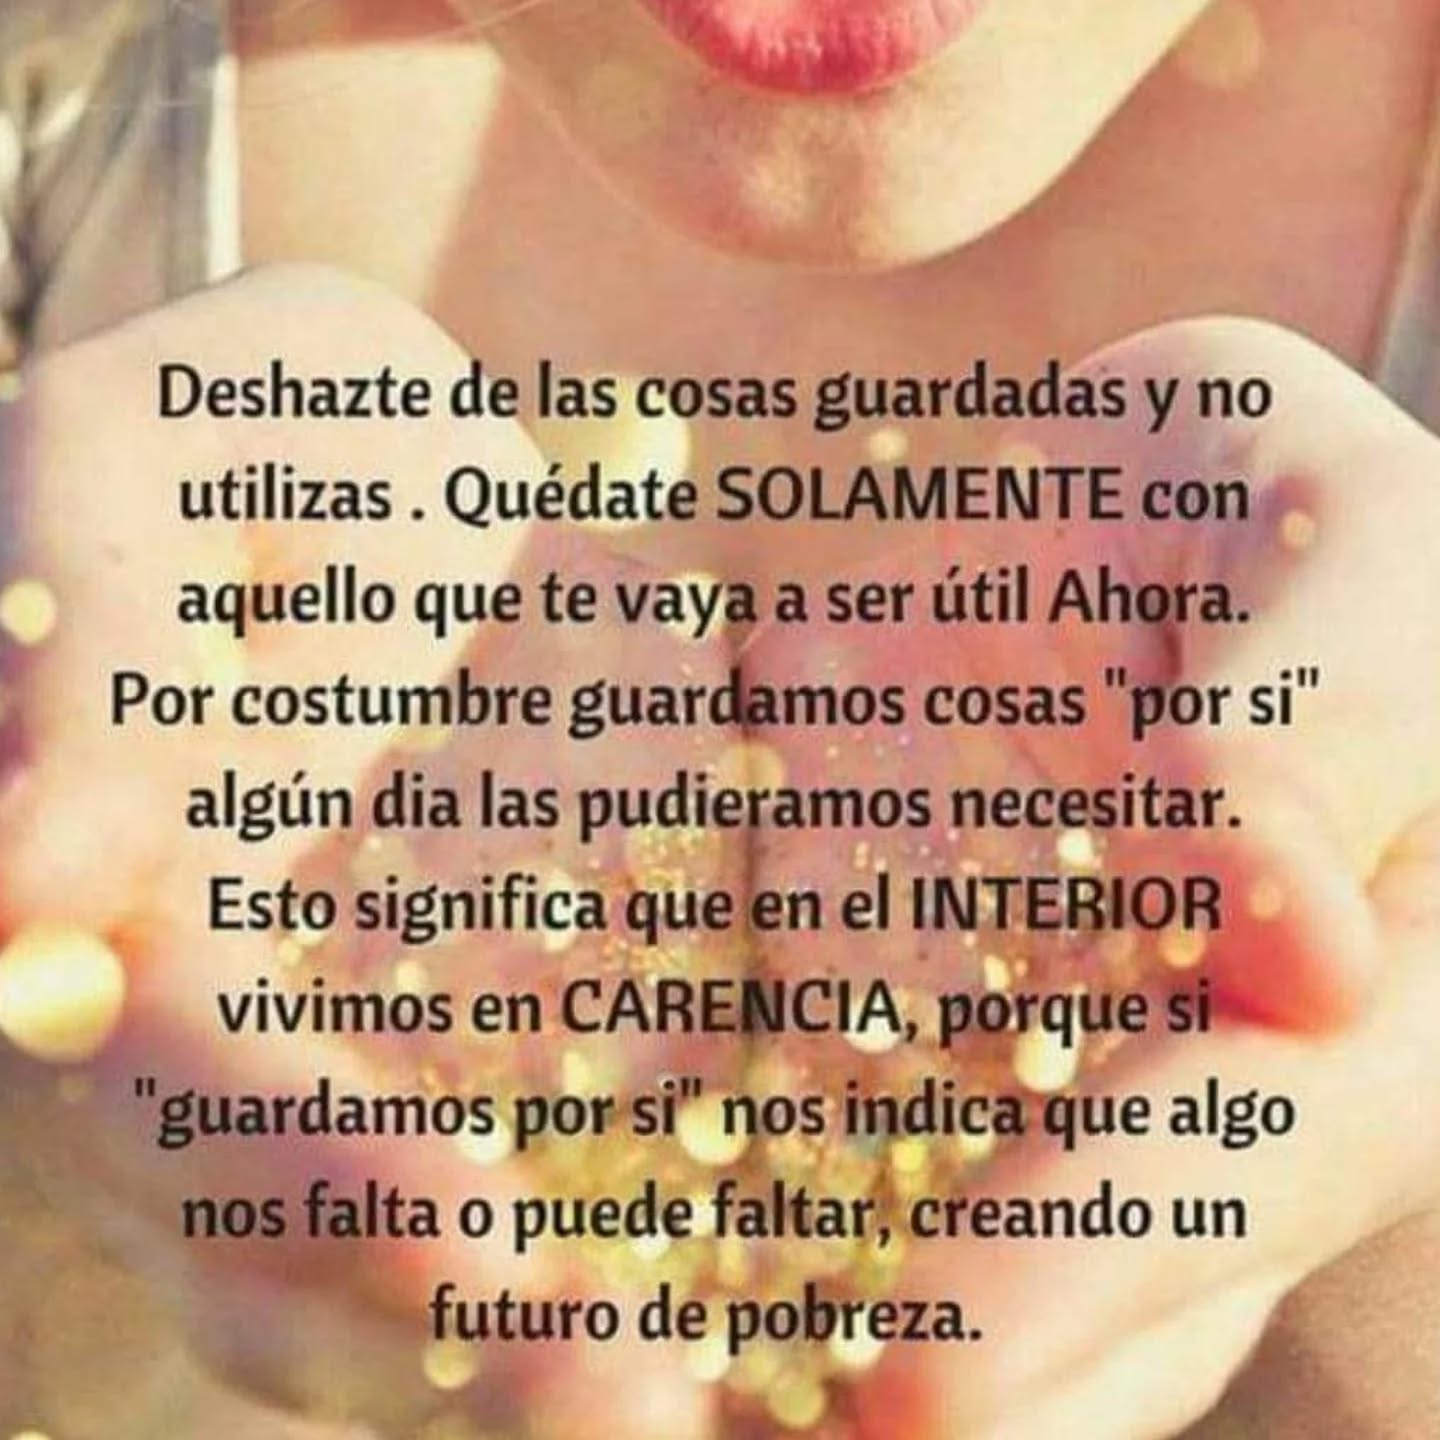 Deshazte de las cosas guardadas y no
utilizas . Quédate SOLAMENTE con
aquello que te vaya a ser útil Ahora.
Por costumbre guardamos cosas "por si"
algún dia las pudieramos necesitar.
Esto significa que en el INTERIOR
vivimos en CARENCIA, porque si
"guardamos por si" nos indica que algo
nos falta o puede faltar, creando un
futuro de pobreza.